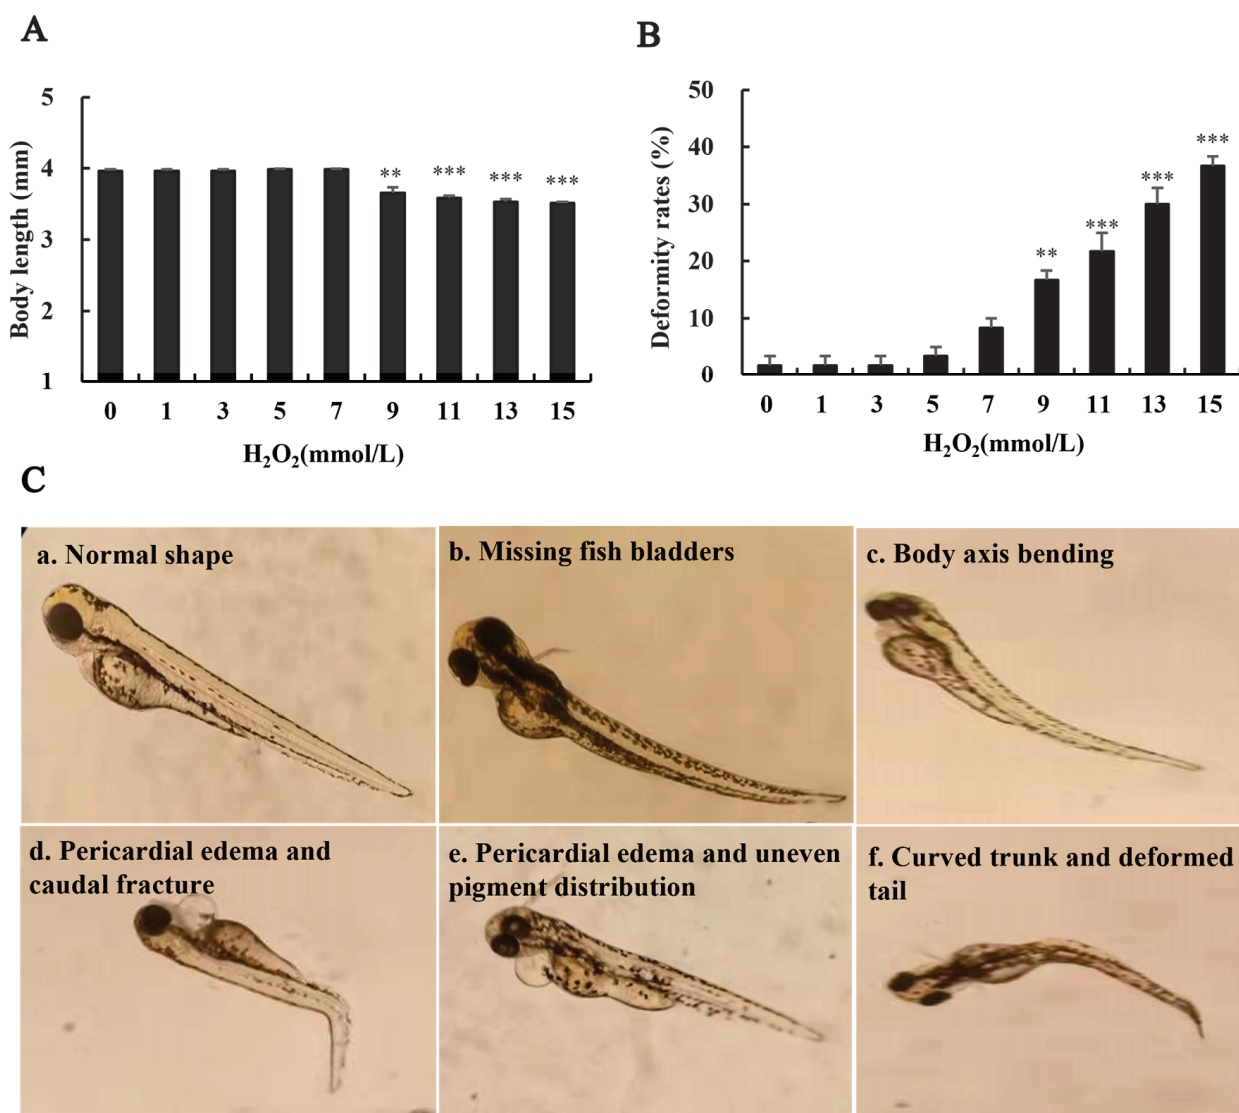 A
B
5
4
3
2
1
Body length (mm)
** *** *** ***
0 1 3 5 7 9 11 13 15
H₂O₂(mmol/L)
50
40
30
20
10
0
Deformity rates (%)
** *** *** ***
0 1 3 5 7 9 11 13 15
H₂O₂(mmol/L)
C
a. Normal shape
b. Missing fish bladders
c. Body axis bending
d. Pericardial edema and
caudal fracture
e. Pericardial edema and uneven
pigment distribution
f. Curved trunk and deformed
tail